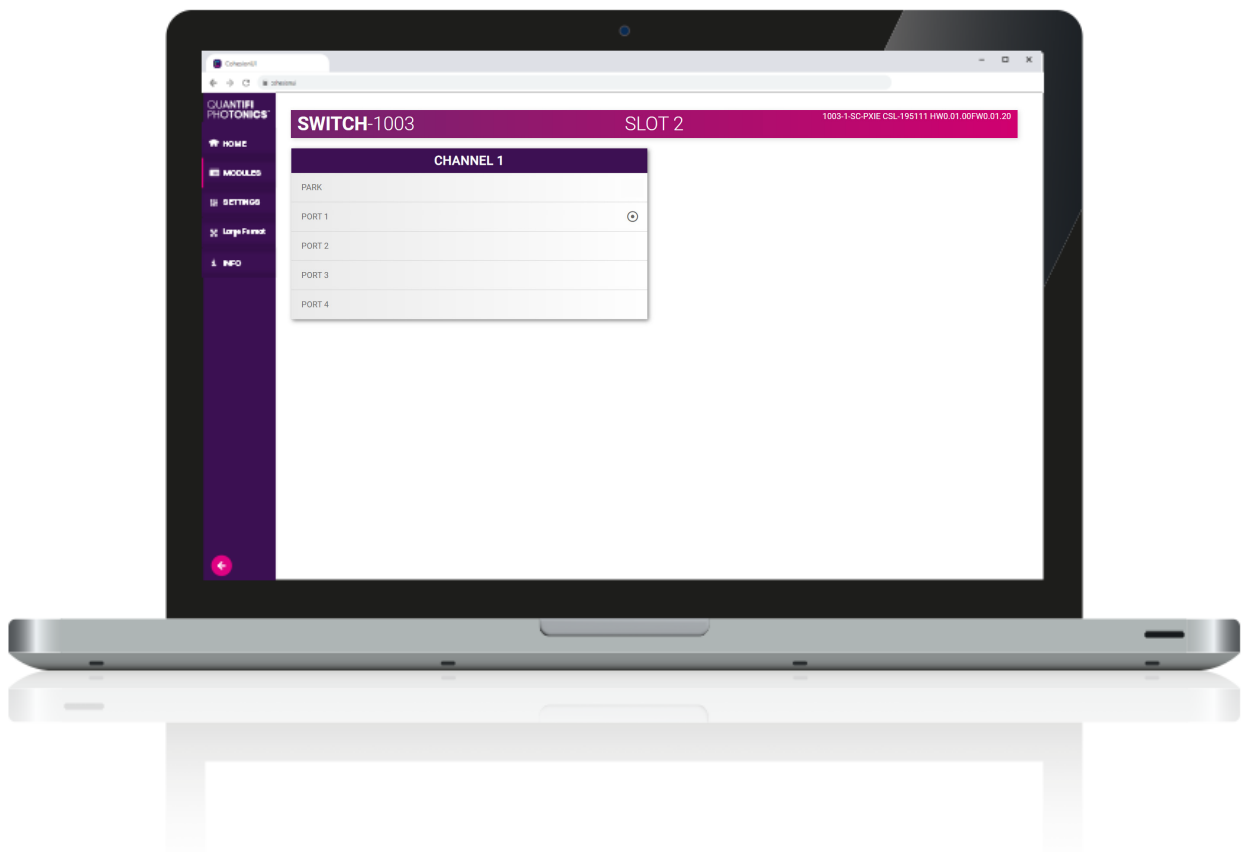 CohesionUI
cohesionui
QUANTIFI
PHOTONICS™
HOME
MODULES
SETTINGS
Large Format
INFO
SWITCH-1003
SLOT 2
1003-1-SC-PXIE CSL-195111 HW0.01.00FW0.01.20
CHANNEL 1
PARK
PORT 1
PORT 2
PORT 3
PORT 4